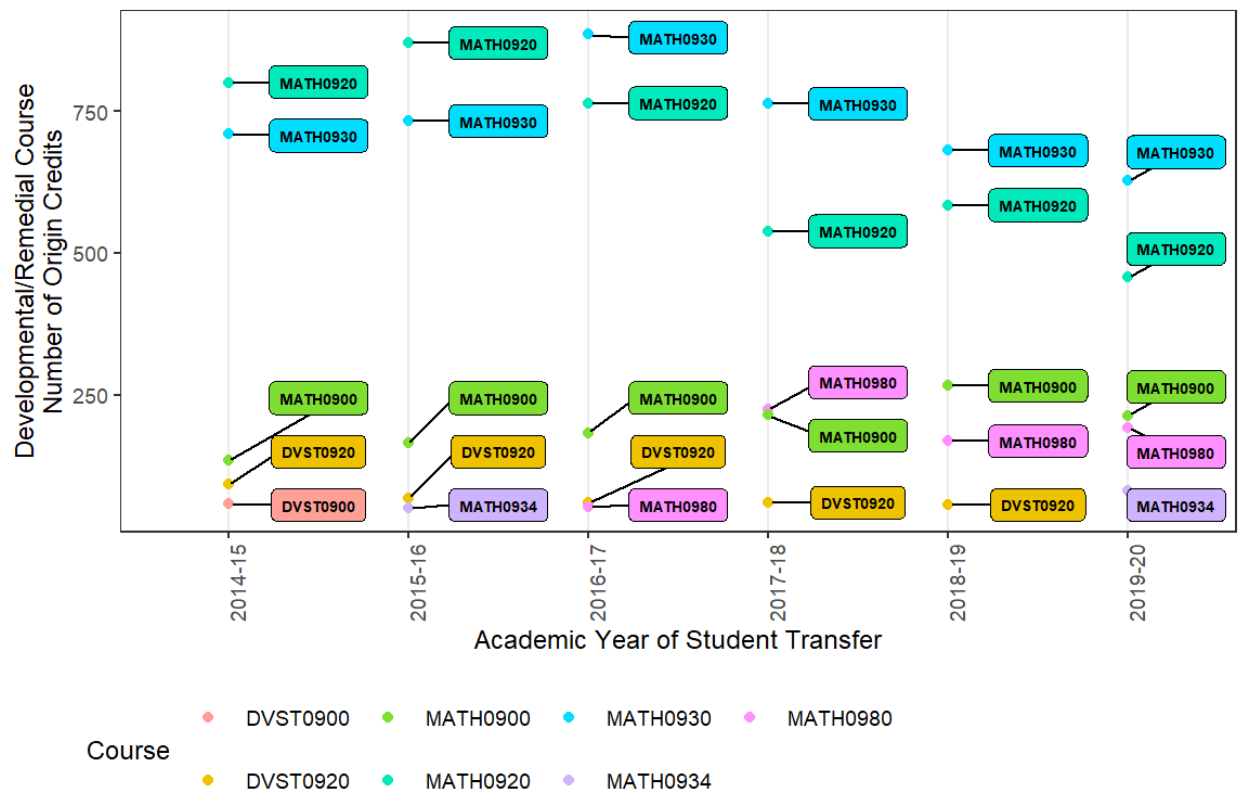 Developmental/Remedial Course
Number of Origin Credits
750
500
250
MATH0920
MATH0930
MATH0900
DVST0920
DVST0900
MATH0920
MATH0930
MATH0900
DVST0920
MATH0934
MATH0930
MATH0920
MATH0900
DVST0920
MATH0980
MATH0930
MATH0920
MATH0980
MATH0900
DVST0920
MATH0930
MATH0920
MATH0900
MATH0980
DVST0920
MATH0930
MATH0920
MATH0900
MATH0980
MATH0934
2014-15
2015-16
2016-17
2017-18
2018-19
2019-20
Academic Year of Student Transfer
Course
DVST0900 MATH0900 MATH0930 MATH0980
DVST0920 MATH0920 MATH0934